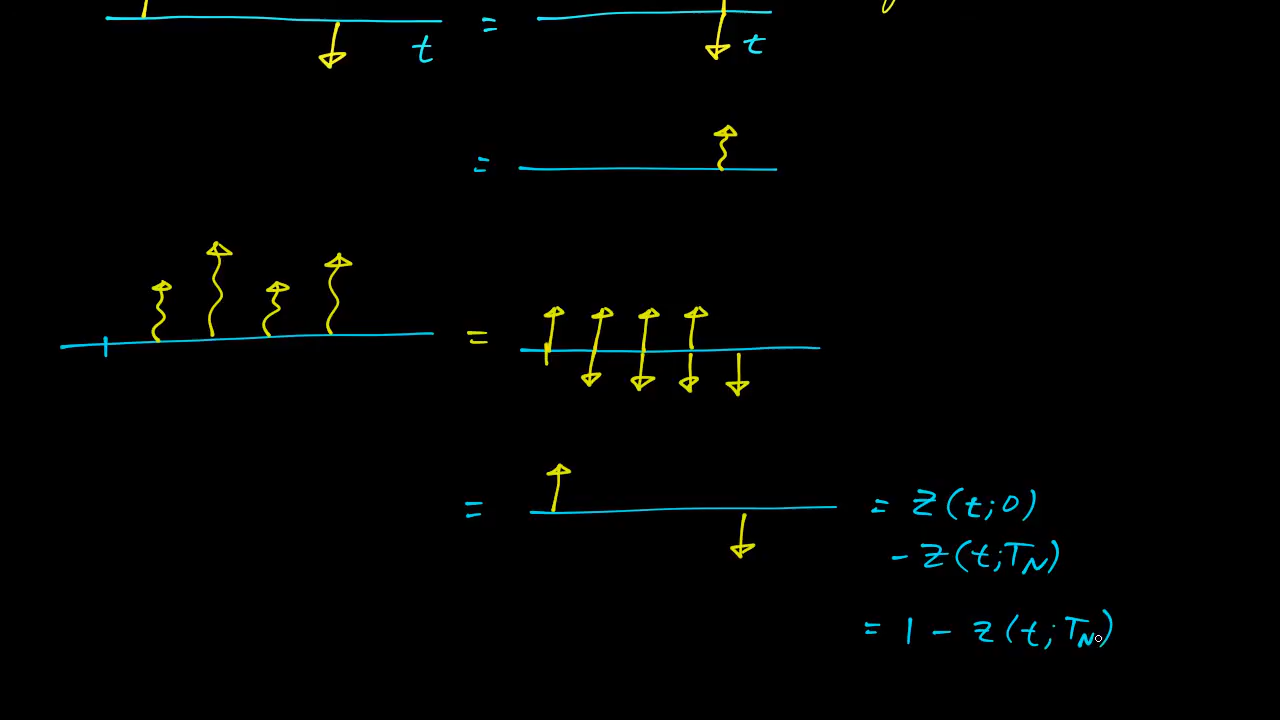 =
t
t
=
=
= Z(t;0)
- Z(t;T_N)
=
= 1 - Z(t;T_N)